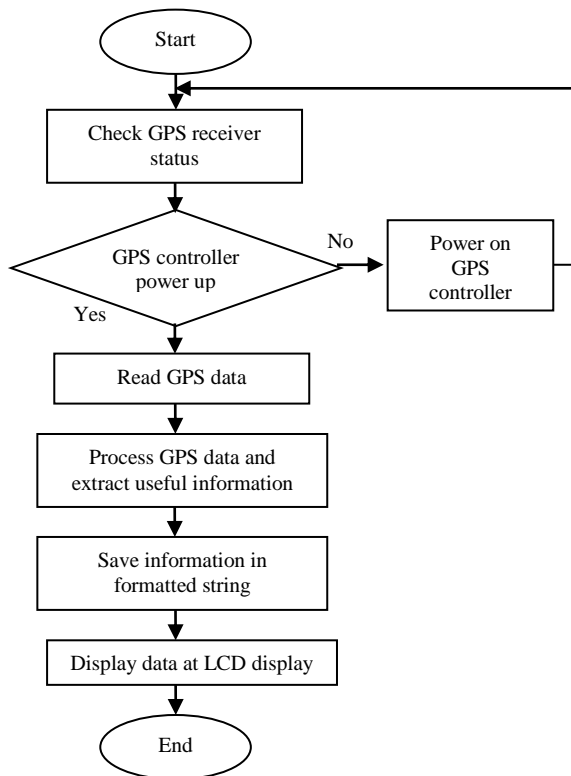 Start
Check GPS receiver
status
GPS controller
power up
No
Power on
GPS
controller
Yes
Read GPS data
Process GPS data and
extract useful information
Save information in
formatted string
Display data at LCD display
End